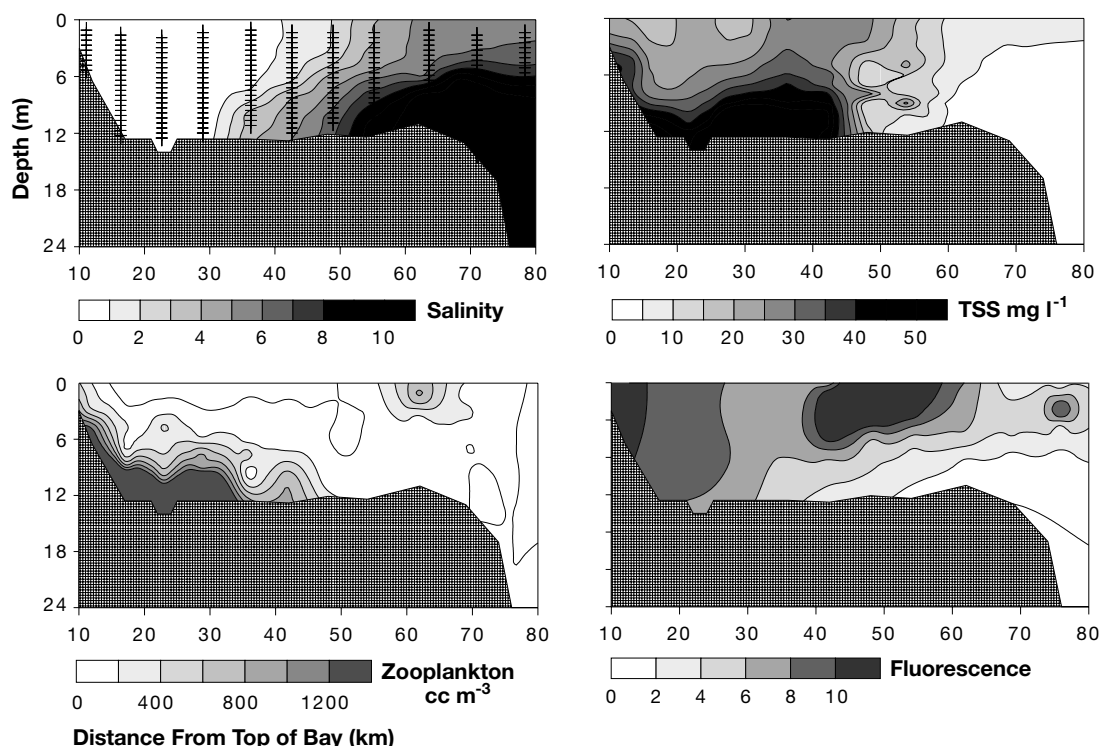 0
6
12
18
24
Depth (m)
10 20 30 40 50 60 70 80
10 20 30 40 50 60 70 80
Salinity
0 2 4 6 8 10
TSS mg l-1
0 10 20 30 40 50
0
6
12
18
24
10 20 30 40 50 60 70 80
10 20 30 40 50 60 70 80
Zooplankton
cc m-3
0 400 800 1200
Fluorescence
0 2 4 6 8 10
Distance From Top of Bay (km)